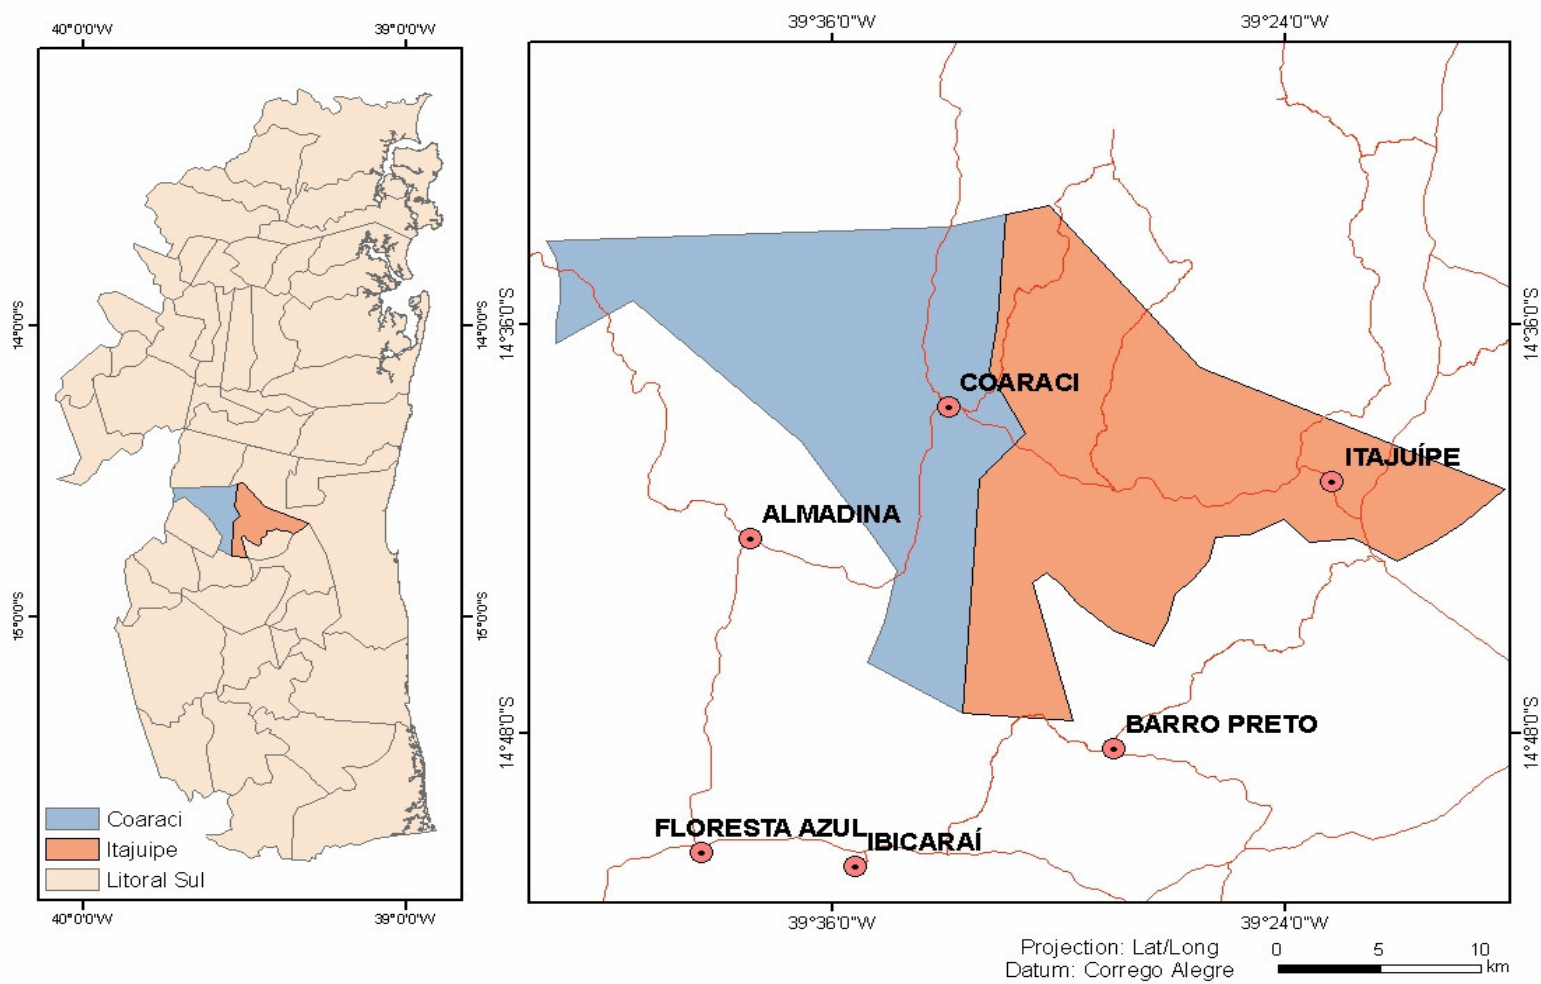 40°0'0"W
39°0'0"W
39°36'0"W
39°24'0"W
14°0'0"S
14°0'0"S
14°36'0"S
14°36'0"S
COARACI
ITAJUÍPE
ALMADINA
15°0'0"S
15°0'0"S
BARRO PRETO
14°48'0"S
14°48'0"S
Coaraci
Itajuipe
Litoral Sul
FLORESTA AZUL
IBICARAÍ
40°0'0"W
39°0'0"W
39°36'0"W
39°24'0"W
Projection: Lat/Long
Datum: Corrego Alegre
0 5 10
km